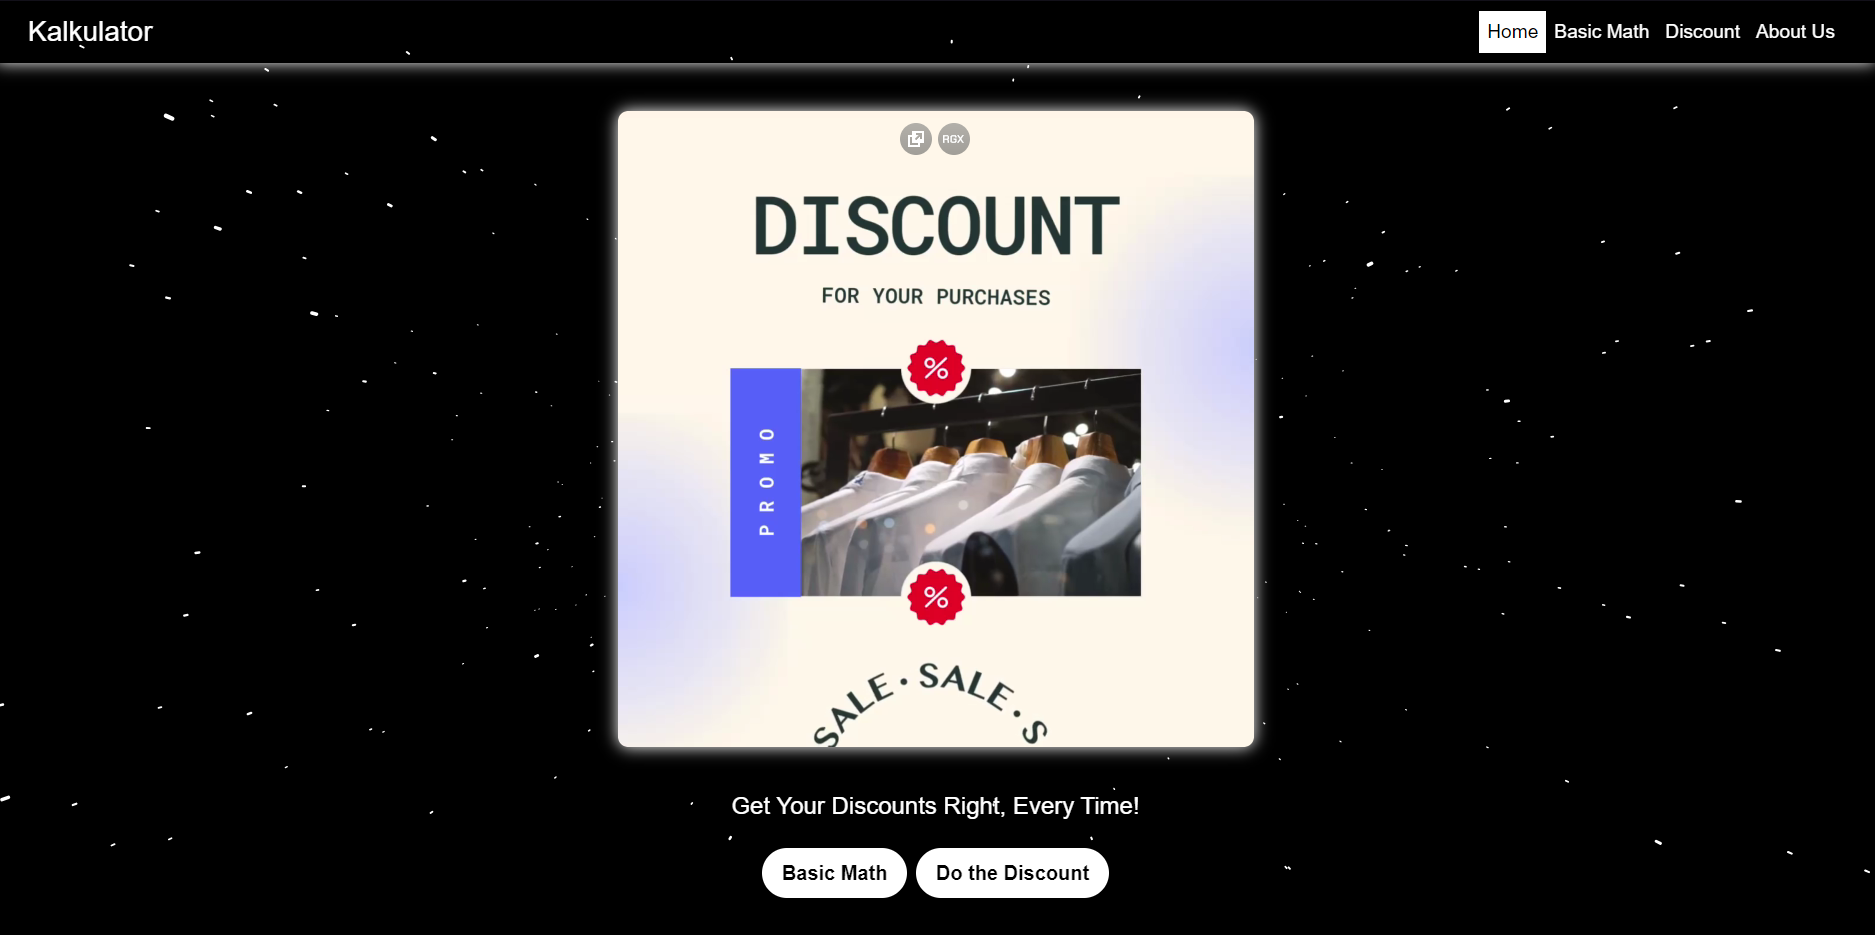 Kalkulator
Home Basic Math Discount About Us
RGX
DISCOUNT
FOR YOUR PURCHASES
PROMO
%
%
SALE · SALE · S
Get Your Discounts Right, Every Time!
Basic Math Do the Discount